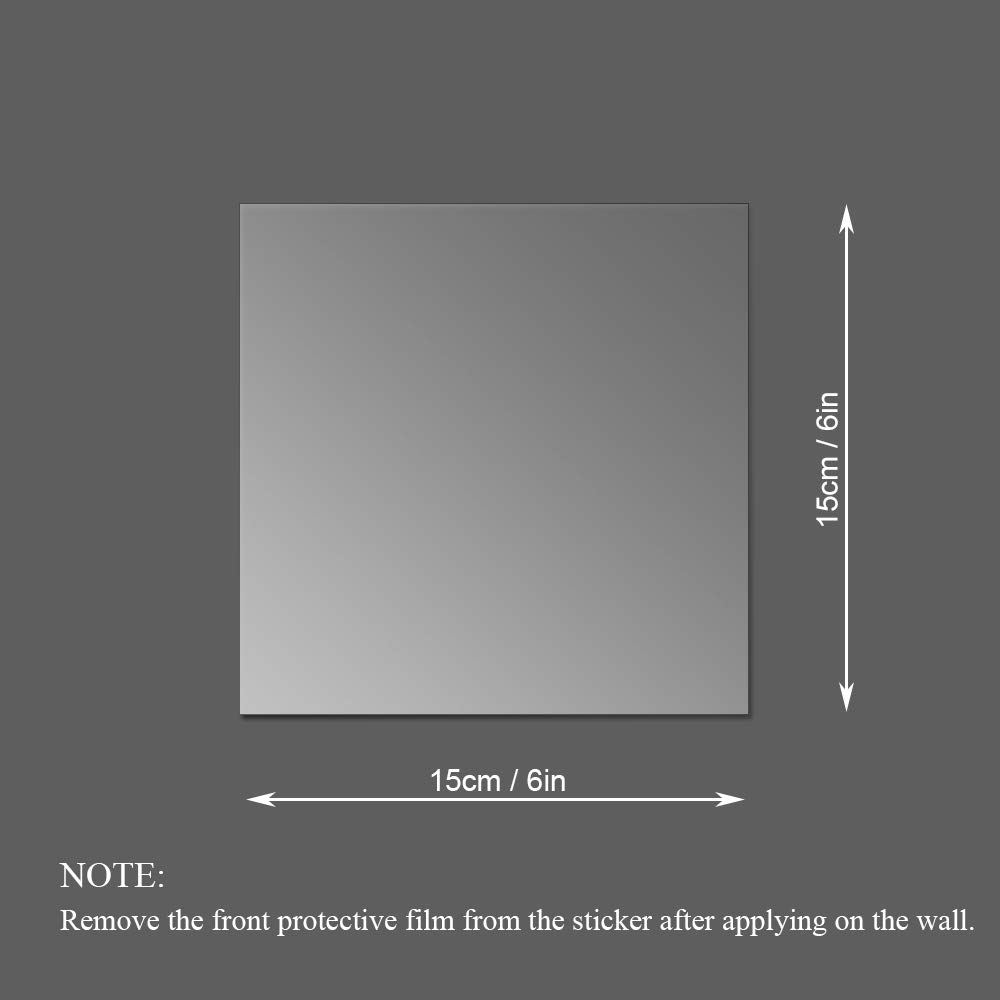 15cm / 6in
15cm / 6in
NOTE:
Remove the front protective film from the sticker after applying on the wall.